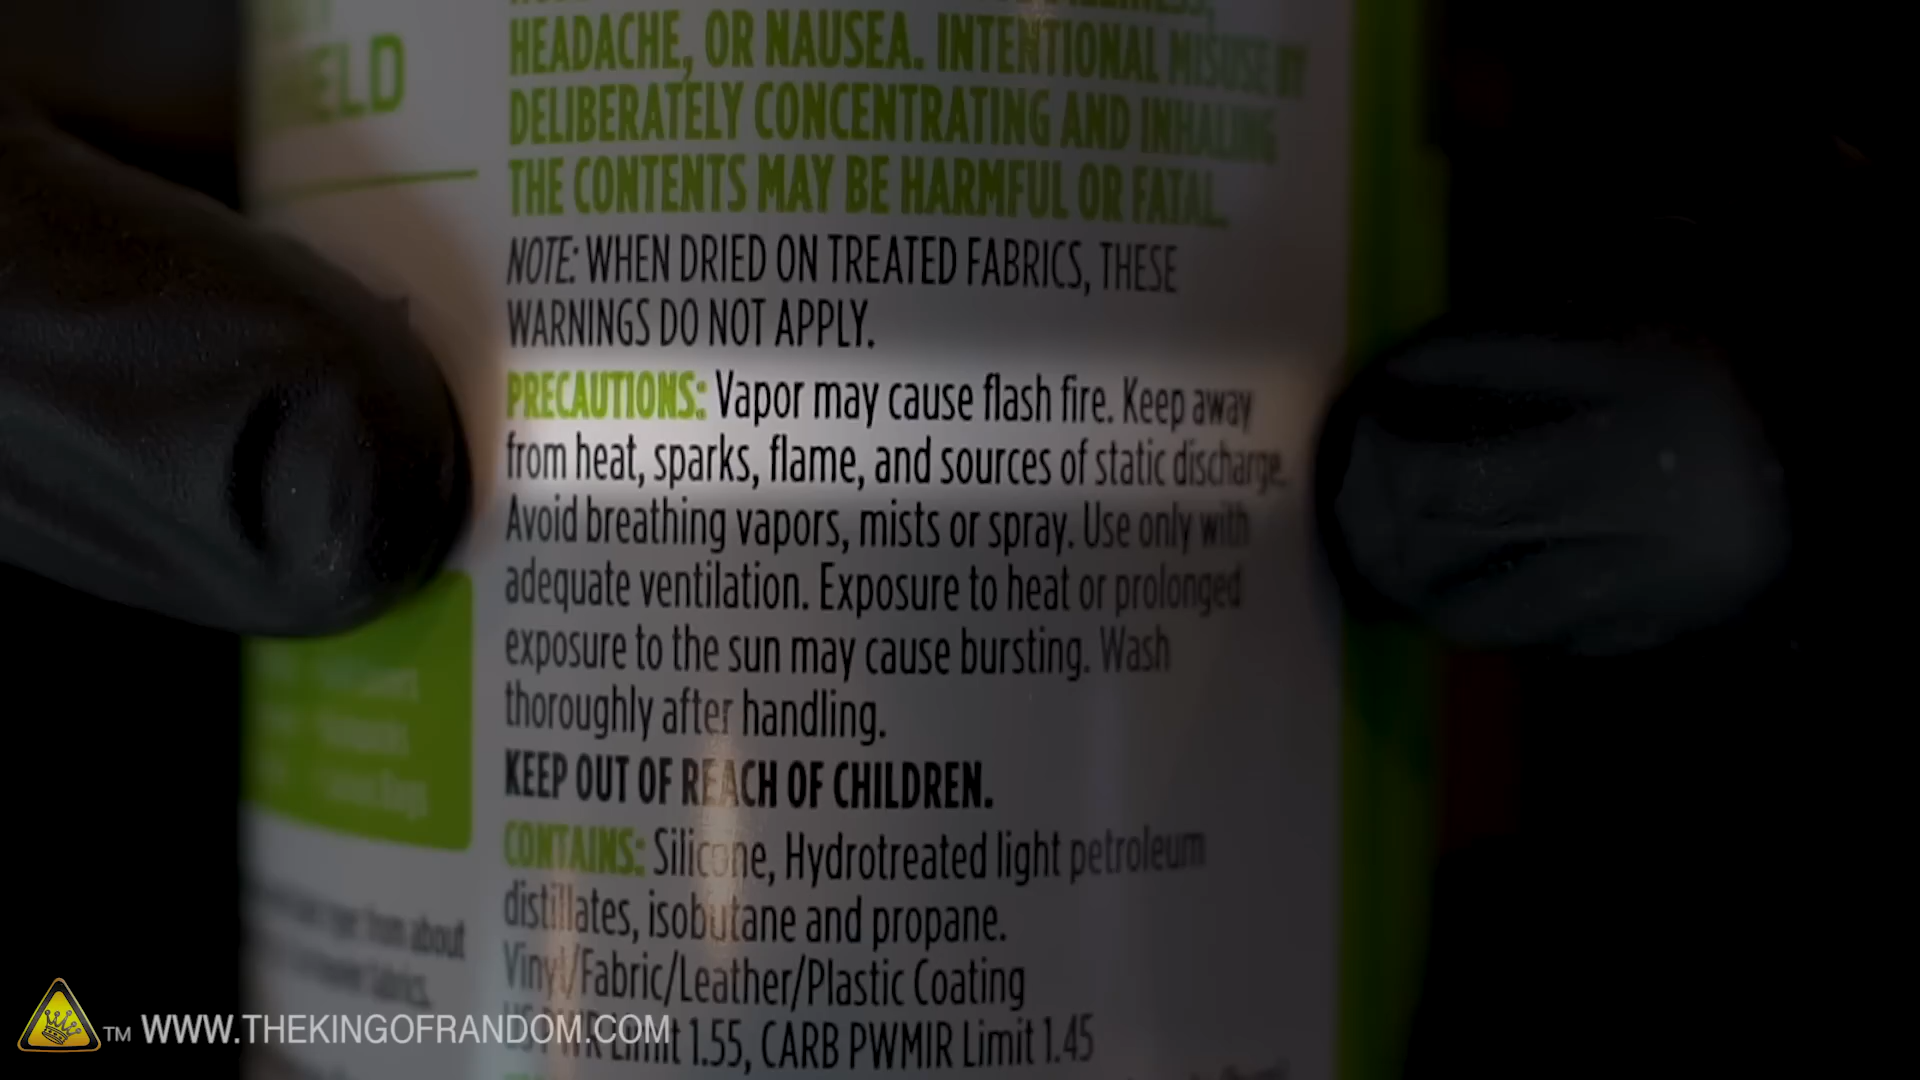 ELD
HEADACHE, OR NAUSEA. INTENTIONAL MISUSE BY
DELIBERATELY CONCENTRATING AND INHALING
THE CONTENTS MAY BE HARMFUL OR FATAL.
NOTE: WHEN DRIED ON TREATED FABRICS, THESE
WARNINGS DO NOT APPLY.
PRECAUTIONS: Vapor may cause flash fire. Keep away
from heat, sparks, flame, and sources of static discharge.
Avoid breathing vapors, mists or spray. Use only with
adequate ventilation. Exposure to heat or prolonged
exposure to the sun may cause bursting. Wash
thoroughly after handling.
KEEP OUT OF REACH OF CHILDREN.
CONTAINS: Silicone, Hydrotreated light petroleum
distillates, isobutane and propane.
Vinyl/Fabric/Leather/Plastic Coating
Limit 1.55, CARB PWMIR Limit 1.45
from about
fabrics.
TM WWW.THEKINGOFRANDOM.COM